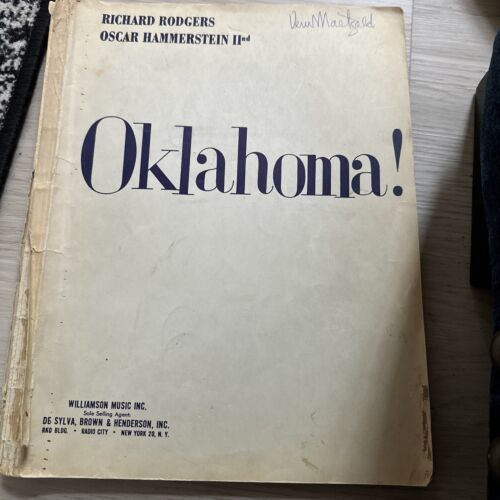 RICHARD RODGERS
OSCAR HAMMERSTEIN IInd
Oklahoma!
WILLIAMSON MUSIC INC.
Sole Selling Agent:
DE SYLVA, BROWN & HENDERSON, INC.
RKO BLDG. • RADIO CITY • NEW YORK 20, N. Y.